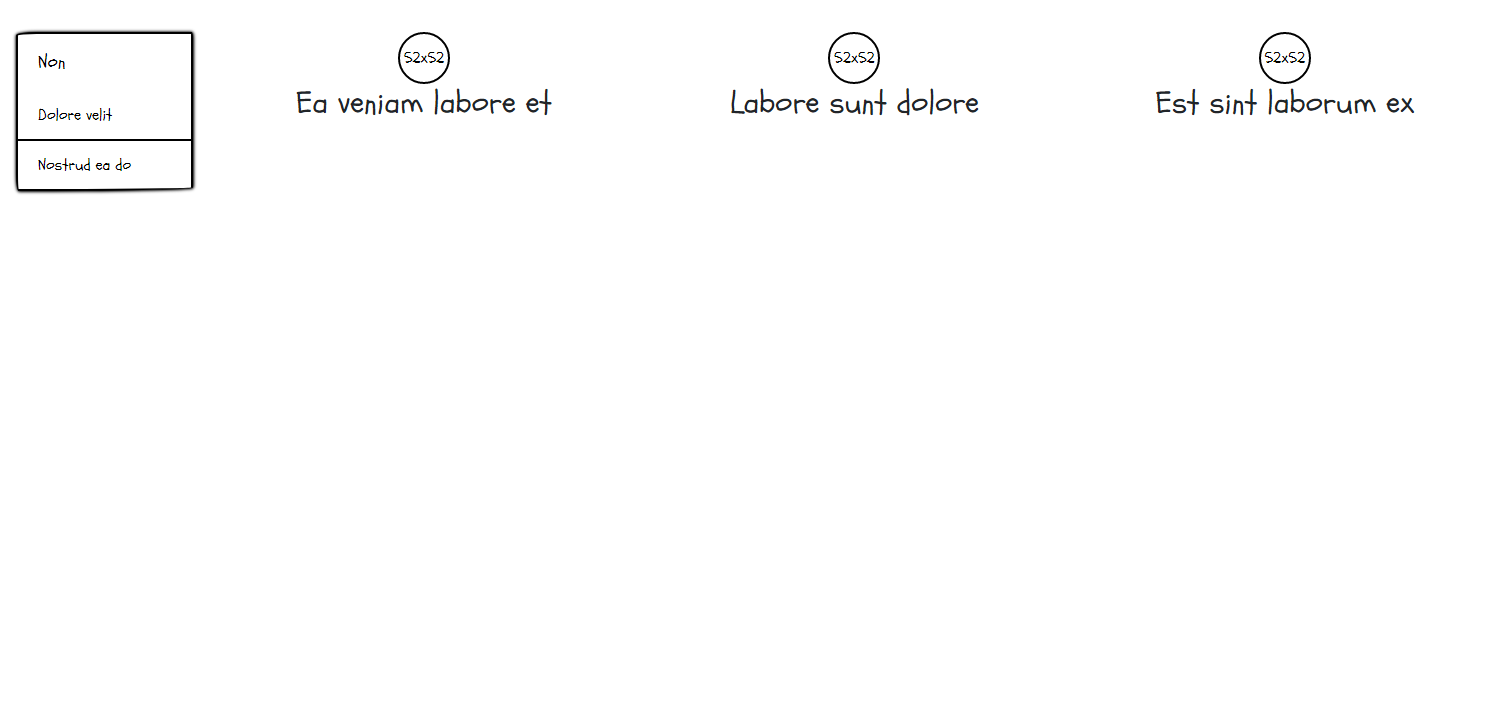 Non
Dolore velit
Nostrud ea do
52x52
Ea veniam labore et
52x52
Labore sunt dolore
52x52
Est sint laborum ex